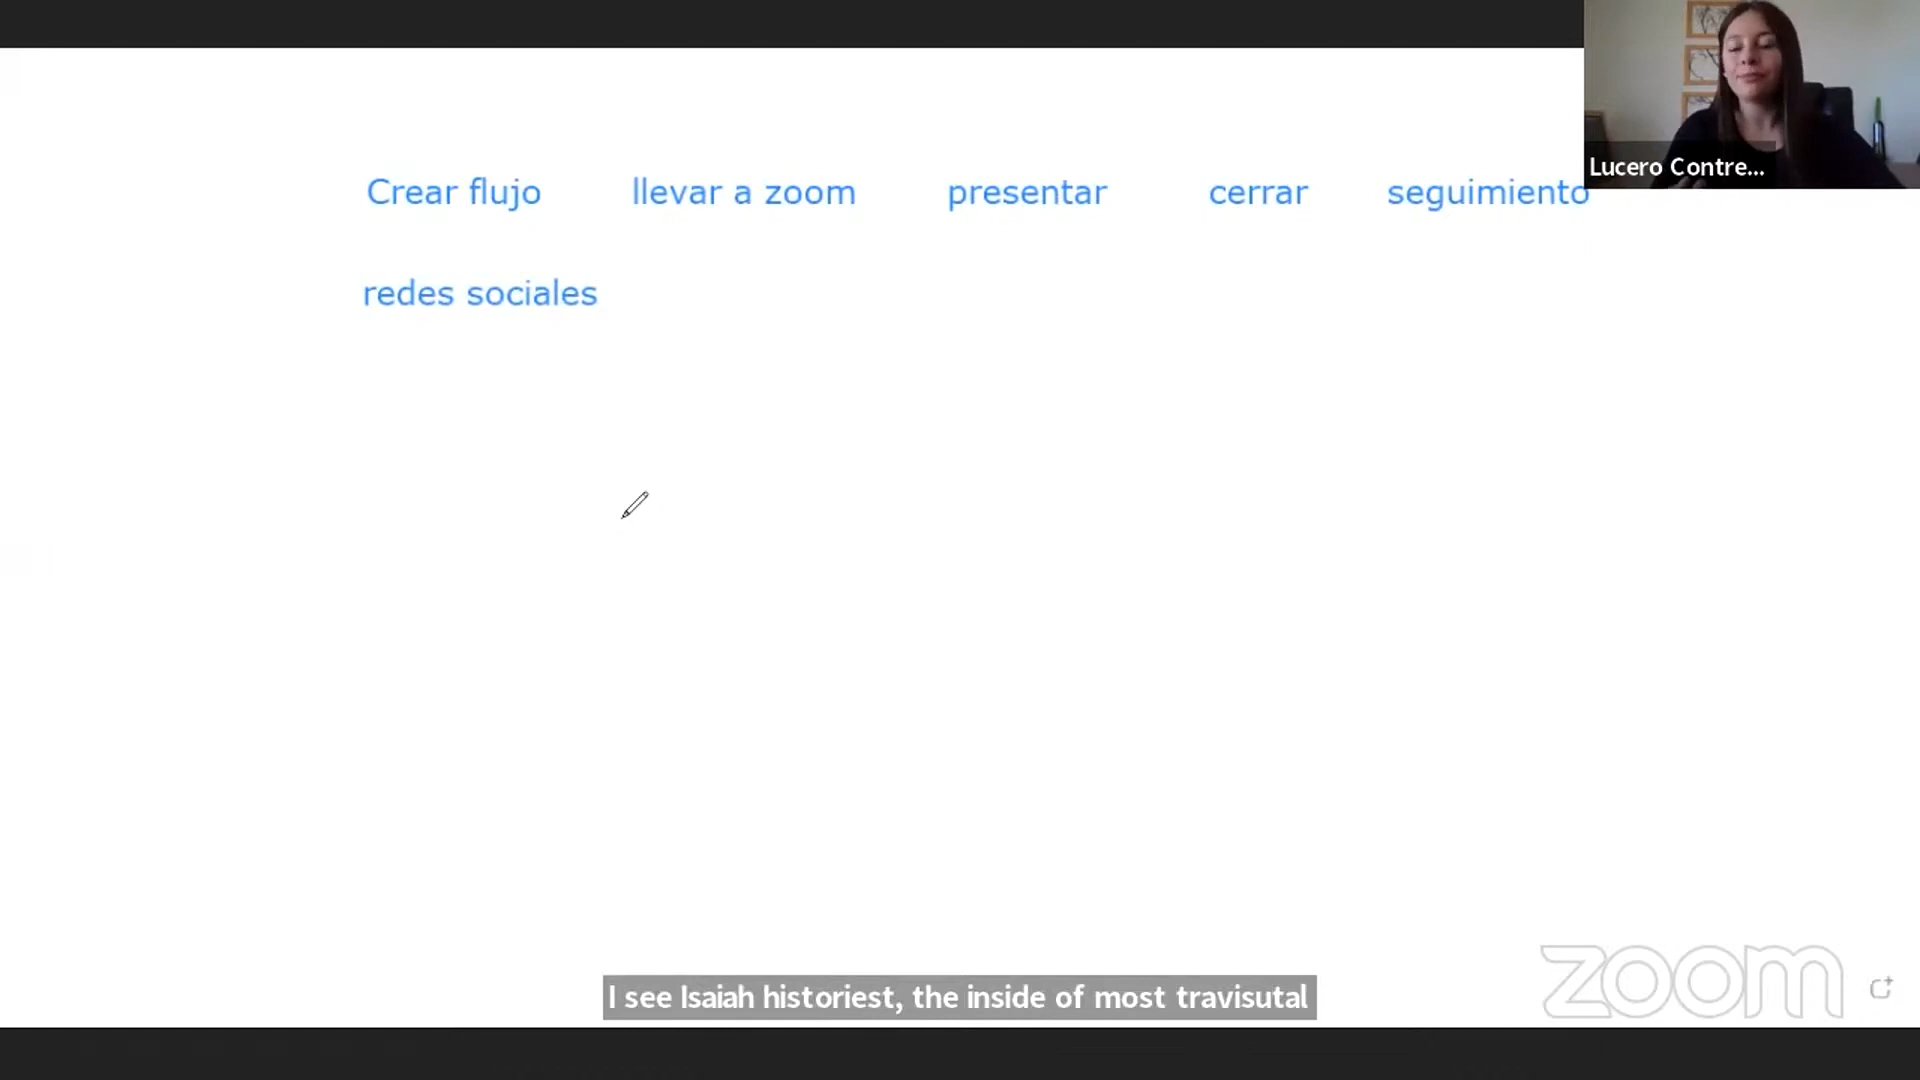 Crear flujo llevar a zoom presentar cerrar seguimiento
redes sociales
Lucero Contre...
I see Isaiah historiest, the inside of most travisutal
zoom